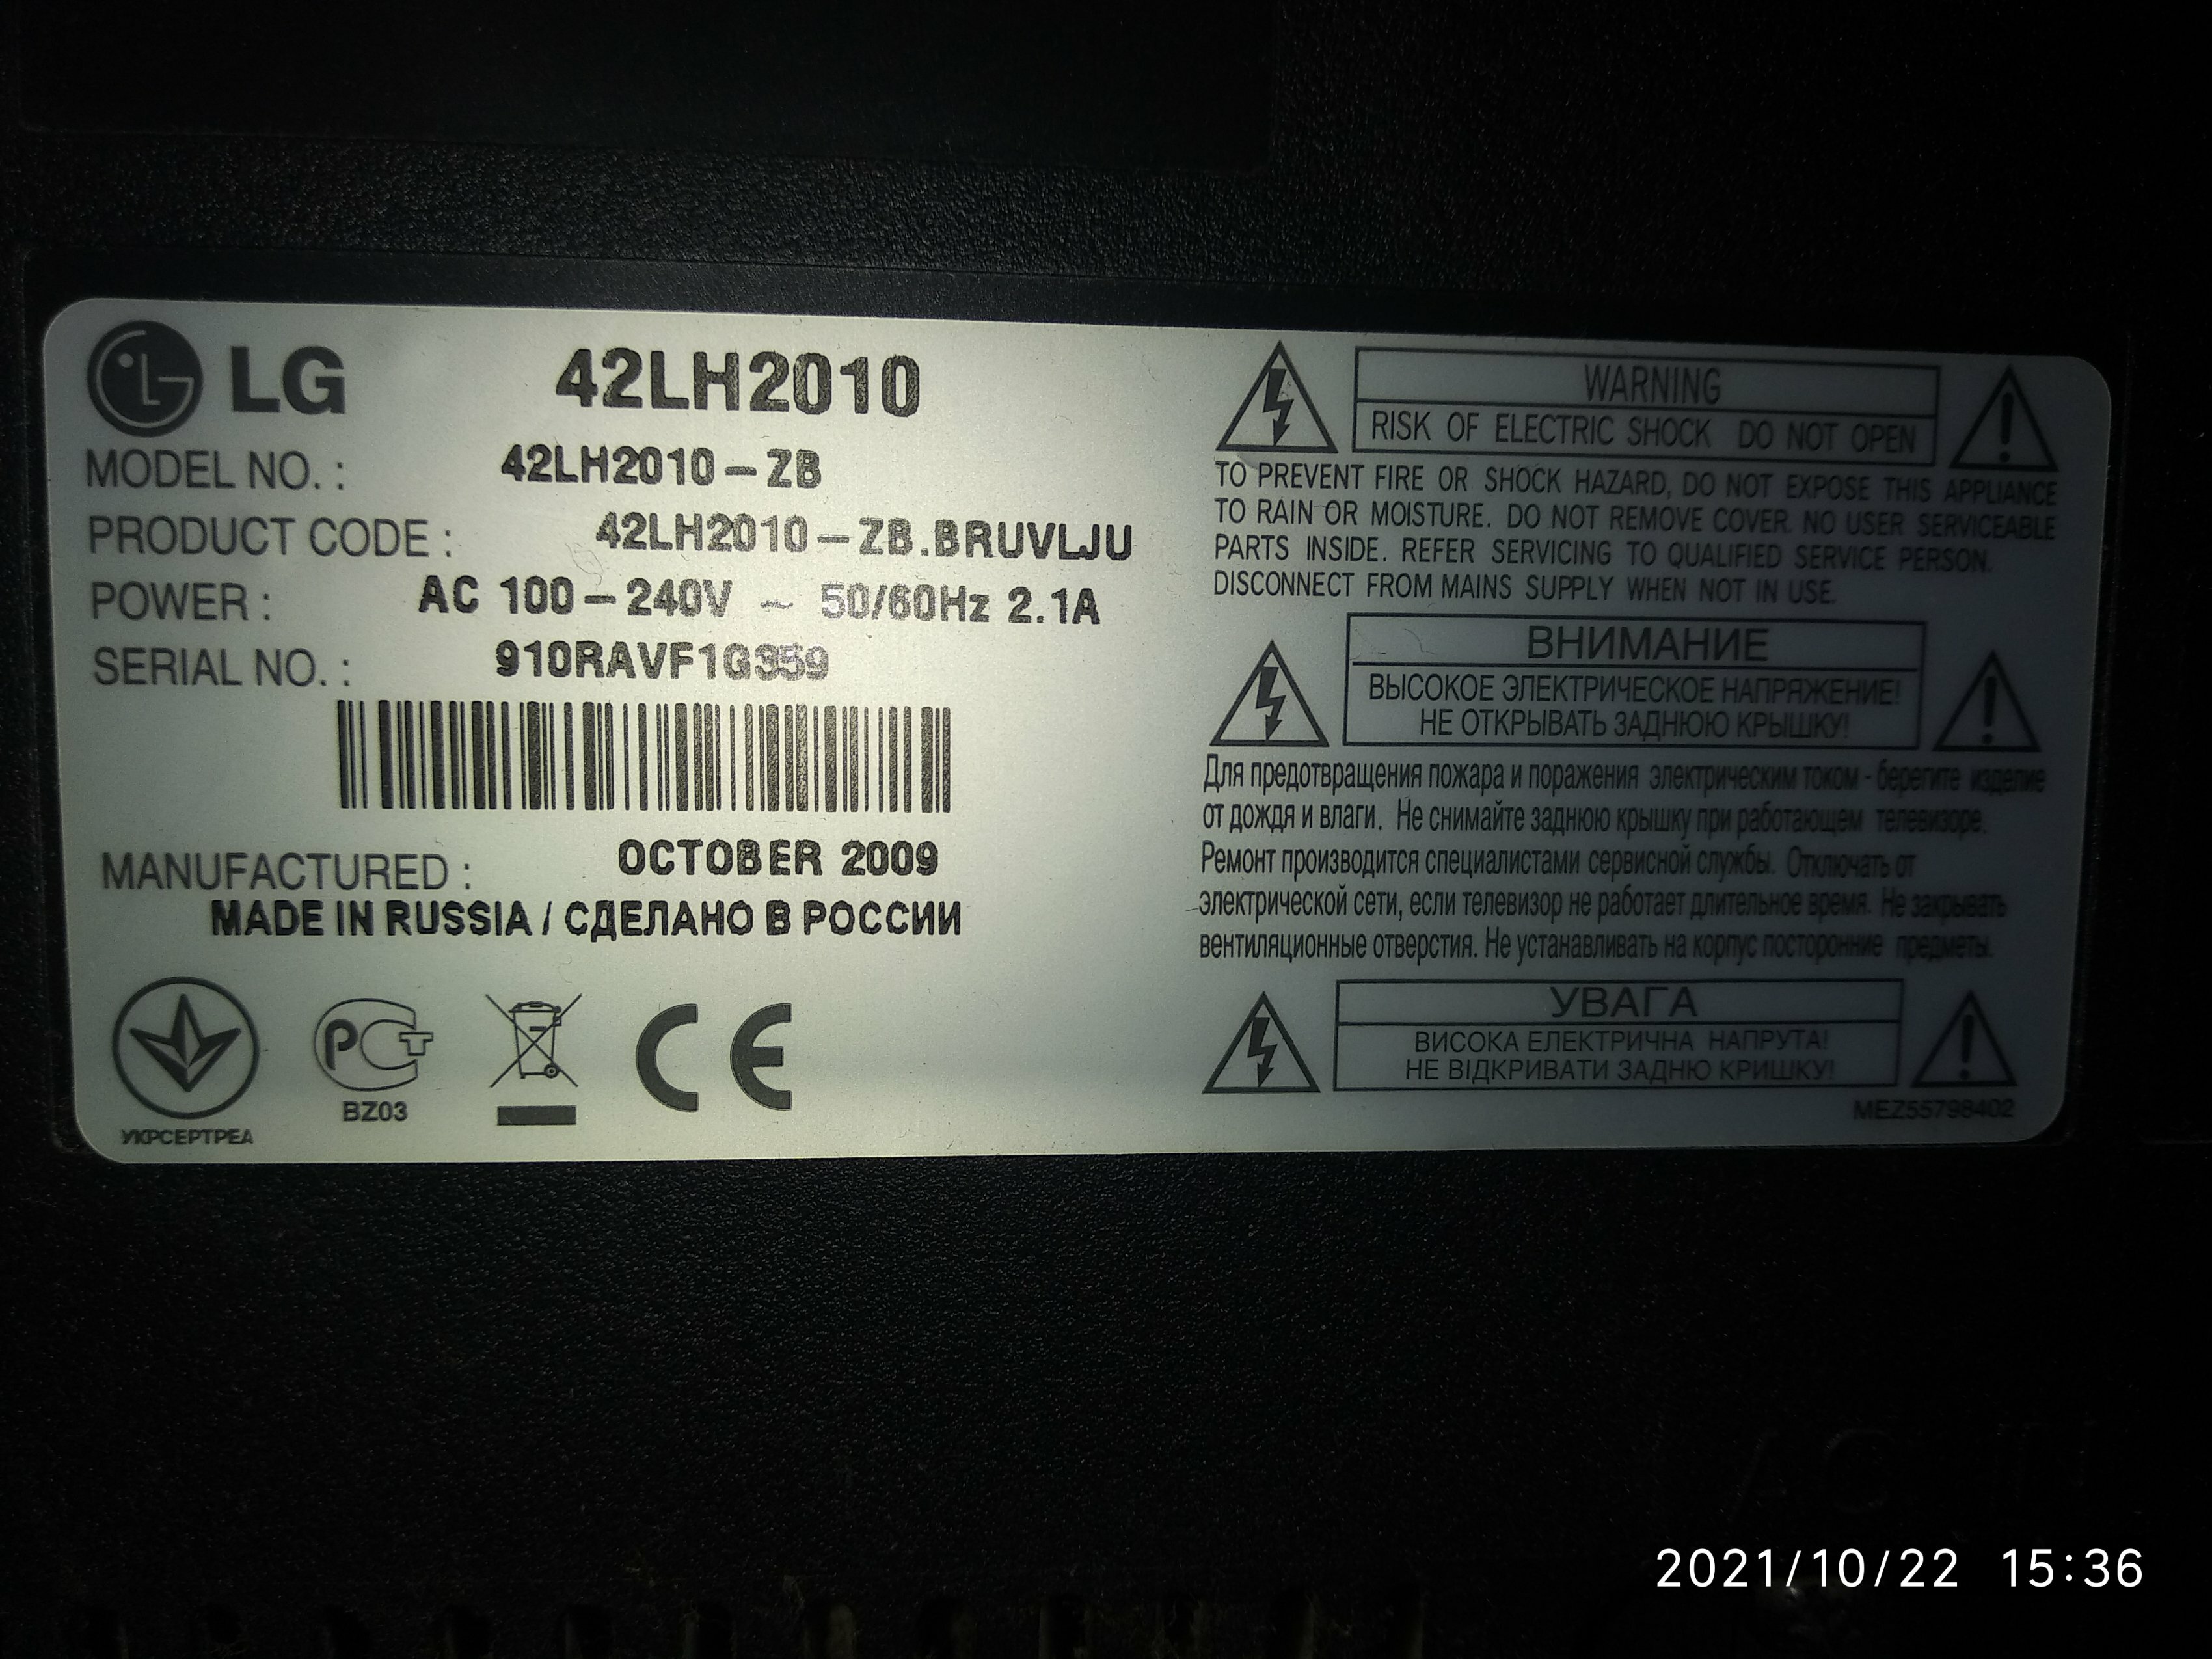 LG 42LH2010
MODEL NO. : 42LH2010-ZB
PRODUCT CODE : 42LH2010-ZB.BRUVLJU
POWER : AC 100-240V ~ 50/60Hz 2.1A
SERIAL NO. : 910RAVF1G359
MANUFACTURED : OCTOBER 2009
MADE IN RUSSIA / СДЕЛАНО В РОССИИ
УКРСЕРТРЕА
РСТ
BZ03
CE
WARNING
RISK OF ELECTRIC SHOCK DO NOT OPEN
TO PREVENT FIRE OR SHOCK HAZARD, DO NOT EXPOSE THIS APPLIANCE
TO RAIN OR MOISTURE. DO NOT REMOVE COVER. NO USER SERVICEABLE
PARTS INSIDE. REFER SERVICING TO QUALIFIED SERVICE PERSON.
DISCONNECT FROM MAINS SUPPLY WHEN NOT IN USE.
ВНИМАНИЕ
ВЫСОКОЕ ЭЛЕКТРИЧЕСКОЕ НАПРЯЖЕНИЕ!
НЕ ОТКРЫВАТЬ ЗАДНЮЮ КРЫШКУ!
Для предотвращения пожара и поражения электрическим током - берегите изделие
от дождя и влаги. Не снимайте заднюю крышку при работающем телевизоре.
Ремонт производится специалистами сервисной службы. Отключать от
электрической сети, если телевизор не работает длительное время. Не закрывать
вентиляционные отверстия. Не устанавливать на корпус посторонние предметы.
УВАГА
ВИСОКА ЕЛЕКТРИЧНА НАПРУТА!
НЕ ВІДКРИВАТИ ЗАДНЮ КРИШКУ!
MEZ55798402
2021/10/22 15:36